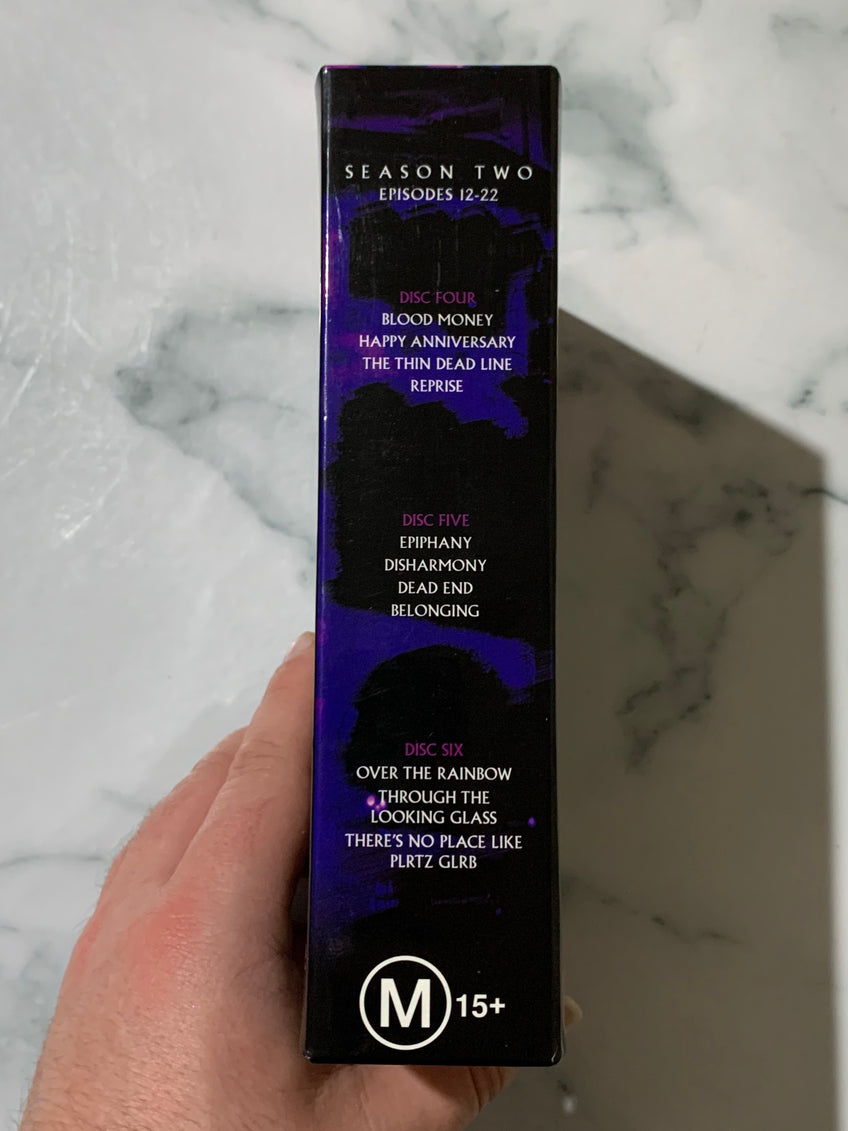 SEASON TWO
EPISODES 12-22
DISC FOUR
BLOOD MONEY
HAPPY ANNIVERSARY
THE THIN DEAD LINE
REPRISE
DISC FIVE
EPIPHANY
DISHARMONY
DEAD END
BELONGING
DISC SIX
OVER THE RAINBOW
THROUGH THE
LOOKING GLASS
THERE'S NO PLACE LIKE
PLRTZ GLRB
M 15+